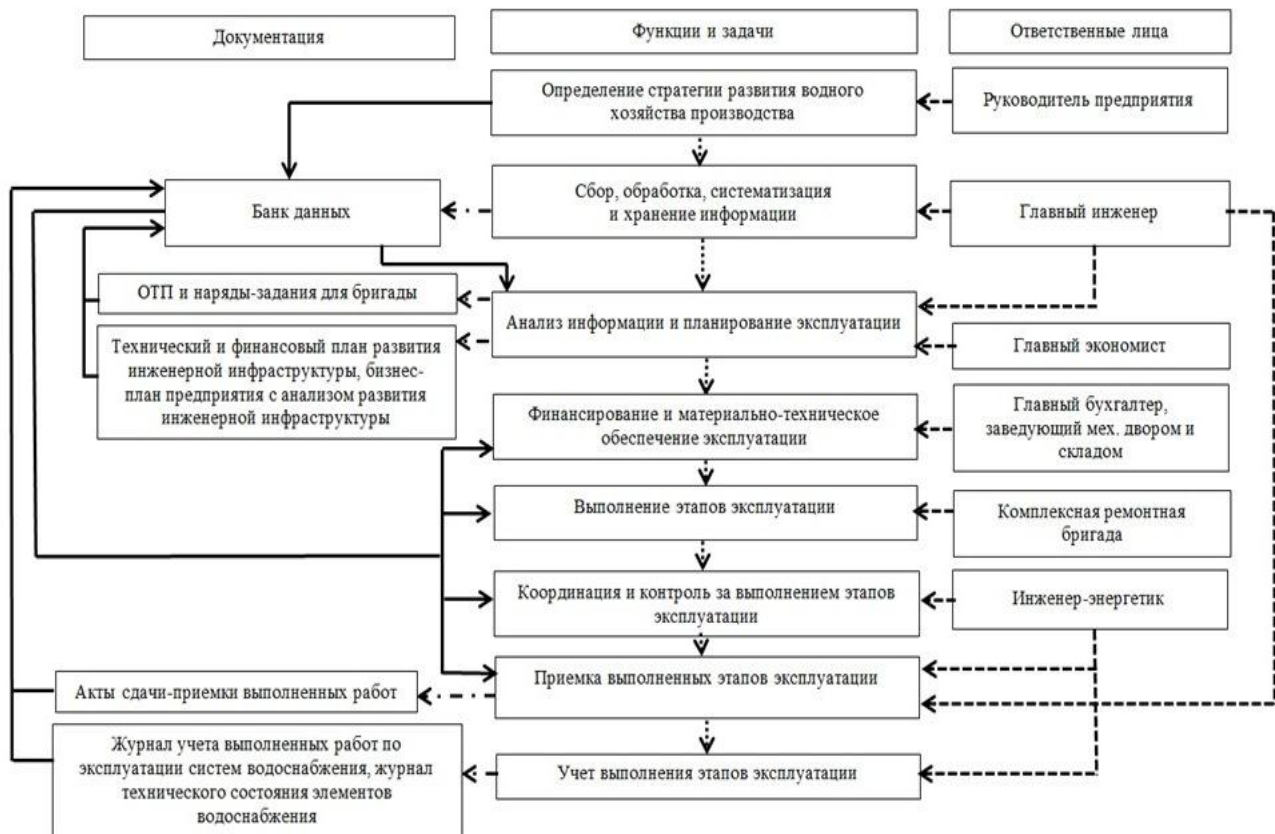 Документация
Функции и задачи
Ответственные лица
Определение стратегии развития водного
хозяйства производства
Руководитель предприятия
Банк данных
Сбор, обработка, систематизация
и хранение информации
Главный инженер
ОТП и наряды-задания для бригады
Анализ информации и планирование эксплуатации
Главный экономист
Технический и финансовый план развития
инженерной инфраструктуры, бизнес-
план предприятия с анализом развития
инженерной инфраструктуры
Финансирование и материально-техническое
обеспечение эксплуатации
Главный бухгалтер,
заведующий мех. двором и
складом
Выполнение этапов эксплуатации
Комплексная ремонтная
бригада
Координация и контроль за выполнением этапов
эксплуатации
Инженер-энергетик
Акты сдачи-приемки выполненных работ
Приемка выполненных этапов эксплуатации
Журнал учета выполненных работ по
эксплуатации систем водоснабжения, журнал
технического состояния элементов
водоснабжения
Учет выполнения этапов эксплуатации